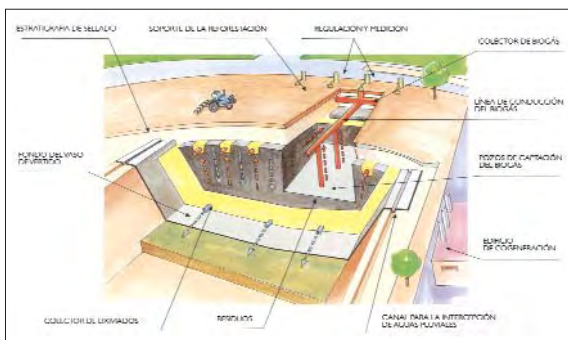 ESTRATIGRAFIA DE SELLADO
SOPORTE DE LA REFORESTACIÓN
REGULACIÓN Y MEDICIÓN
COLECTOR DE BIOGÁS
LÍNEA DE CONDUCCIÓN
DEL BIOGÁS
FONDO DEL VASO
DE VERTIDO
POZOS DE CAPTACIÓN
DEL BIOGÁS
EDIFICIO
DE COGENERACIÓN
COLECTOR DE LIXIVIADOS
RESIDUOS
CANAL PARA LA INTERCEPCIÓN
DE AGUAS PLUVIALES